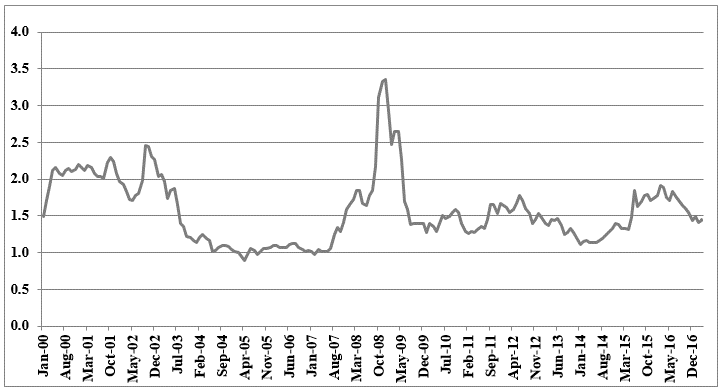 4.0
3.5
3.0
2.5
2.0
1.5
1.0
0.5
0.0
Jan-00
Aug-00
Mar-01
Oct-01
May-02
Dec-02
Jul-03
Feb-04
Sep-04
Apr-05
Nov-05
Jun-06
Jan-07
Aug-07
Mar-08
Oct-08
May-09
Dec-09
Jul-10
Feb-11
Sep-11
Apr-12
Nov-12
Jun-13
Jan-14
Aug-14
Mar-15
Oct-15
May-16
Dec-16